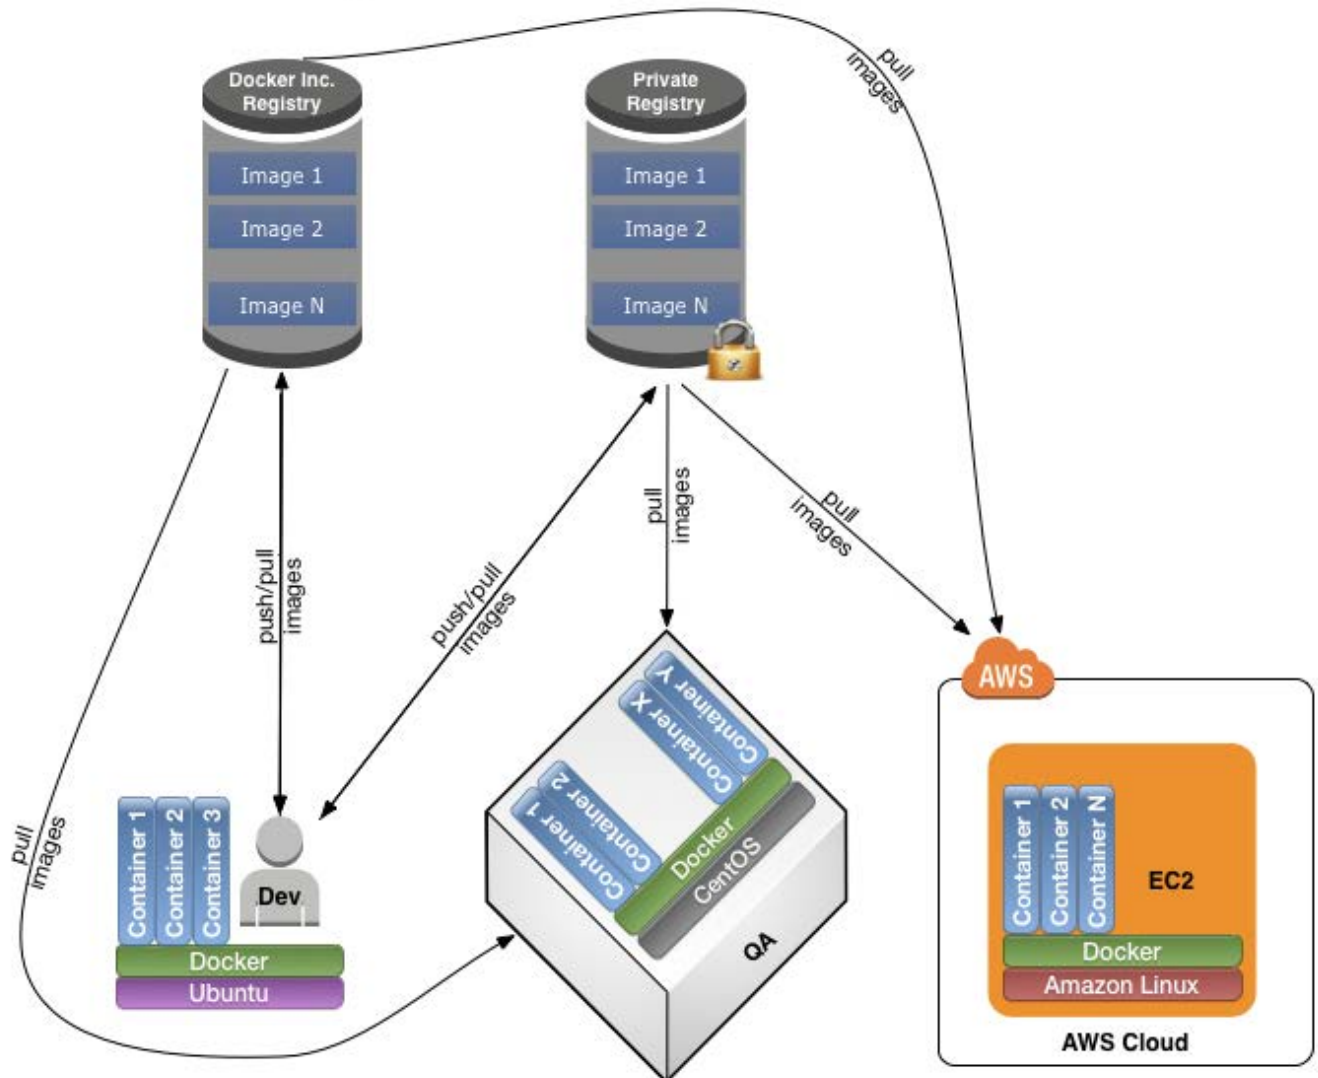 Docker Inc.
Registry
Image 1
Image 2
Image N
Private
Registry
Image 1
Image 2
Image N
pull
images
push/pull
images
push/pull
images
pull
images
pull
images
pull
images
Container 1
Container 2
Container 3
Dev
Docker
Ubuntu
Container 1
Container 2
Container X
Container Y
Docker
CentOS
QA
AWS
Container 1
Container 2
Container N
EC2
Docker
Amazon Linux
AWS Cloud